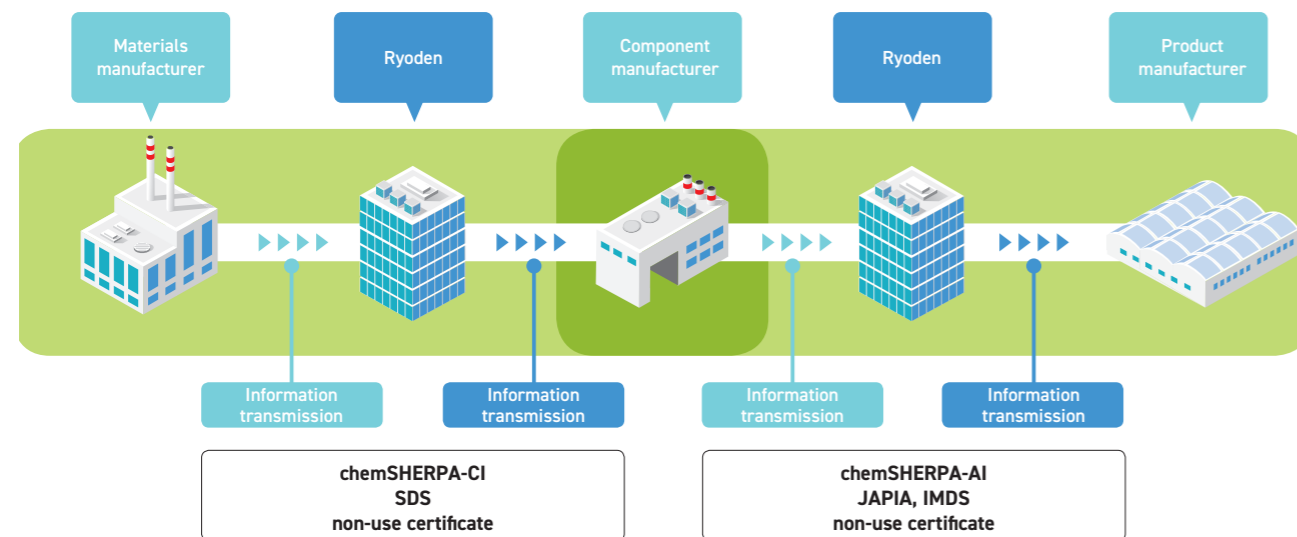 Materials
manufacturer
Ryoden
Component
manufacturer
Ryoden
Product
manufacturer
Information
transmission
Information
transmission
Information
transmission
Information
transmission
chemSHERPA-CI
SDS
non-use certificate
chemSHERPA-AI
JAPIA, IMDS
non-use certificate